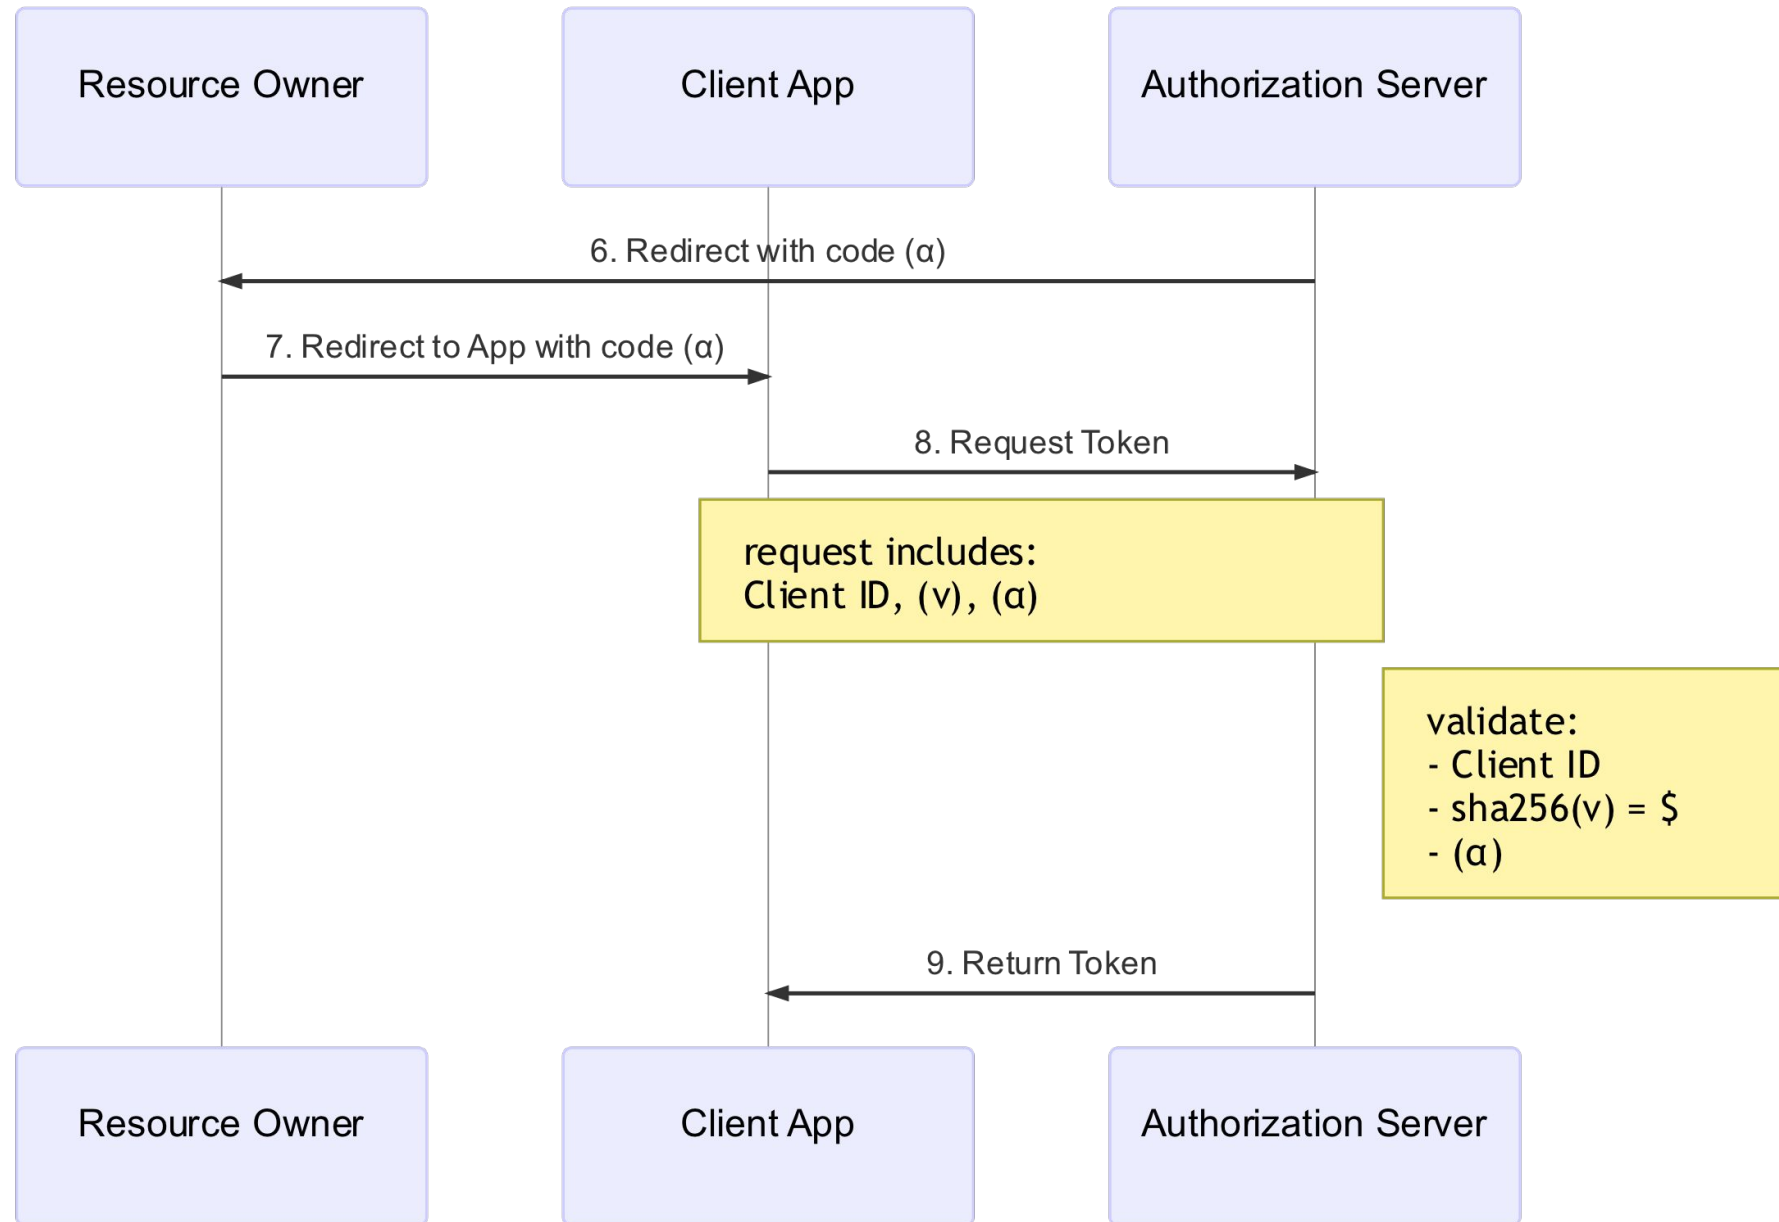 Resource Owner
Client App
Authorization Server
6. Redirect with code (α)
7. Redirect to App with code (α)
8. Request Token
request includes:
Client ID, (v), (α)
validate:
- Client ID
- sha256(v) = $
- (α)
9. Return Token
Resource Owner
Client App
Authorization Server